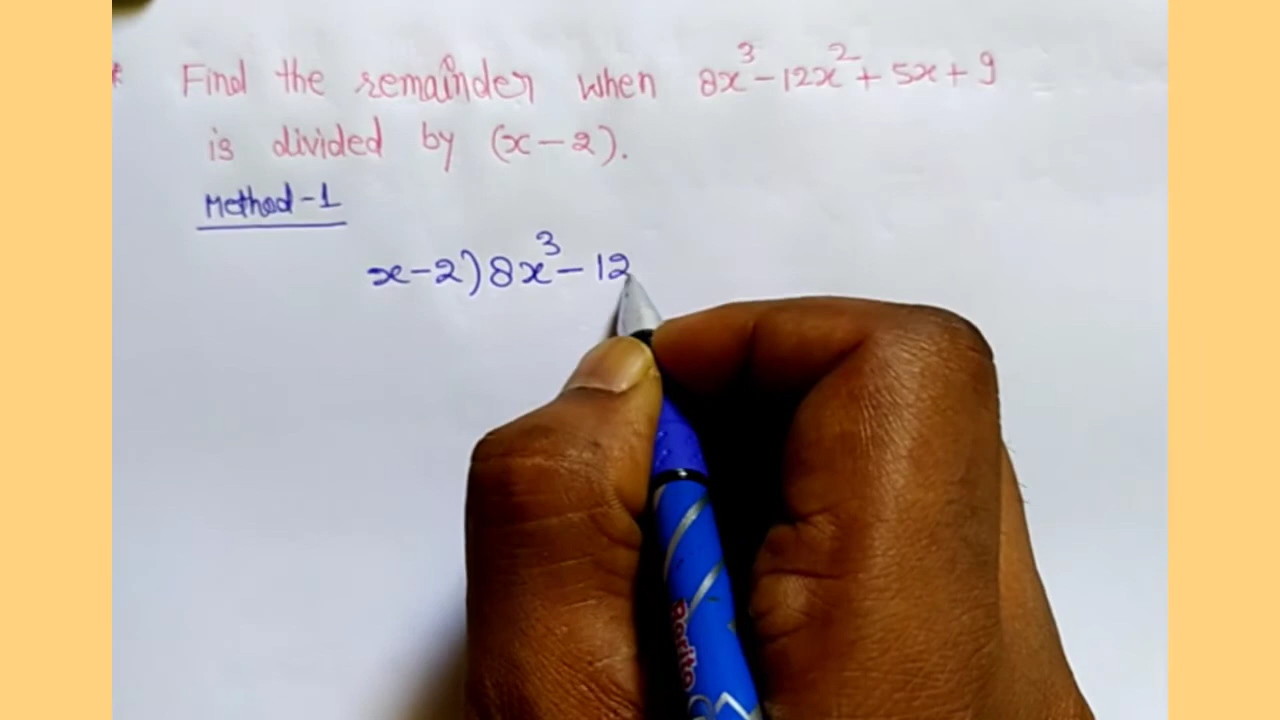 Find the remainder when 8x³ - 12x² + 5x + 9
is divided by (x - 2).
Method-1
x - 2) 8x³ - 12